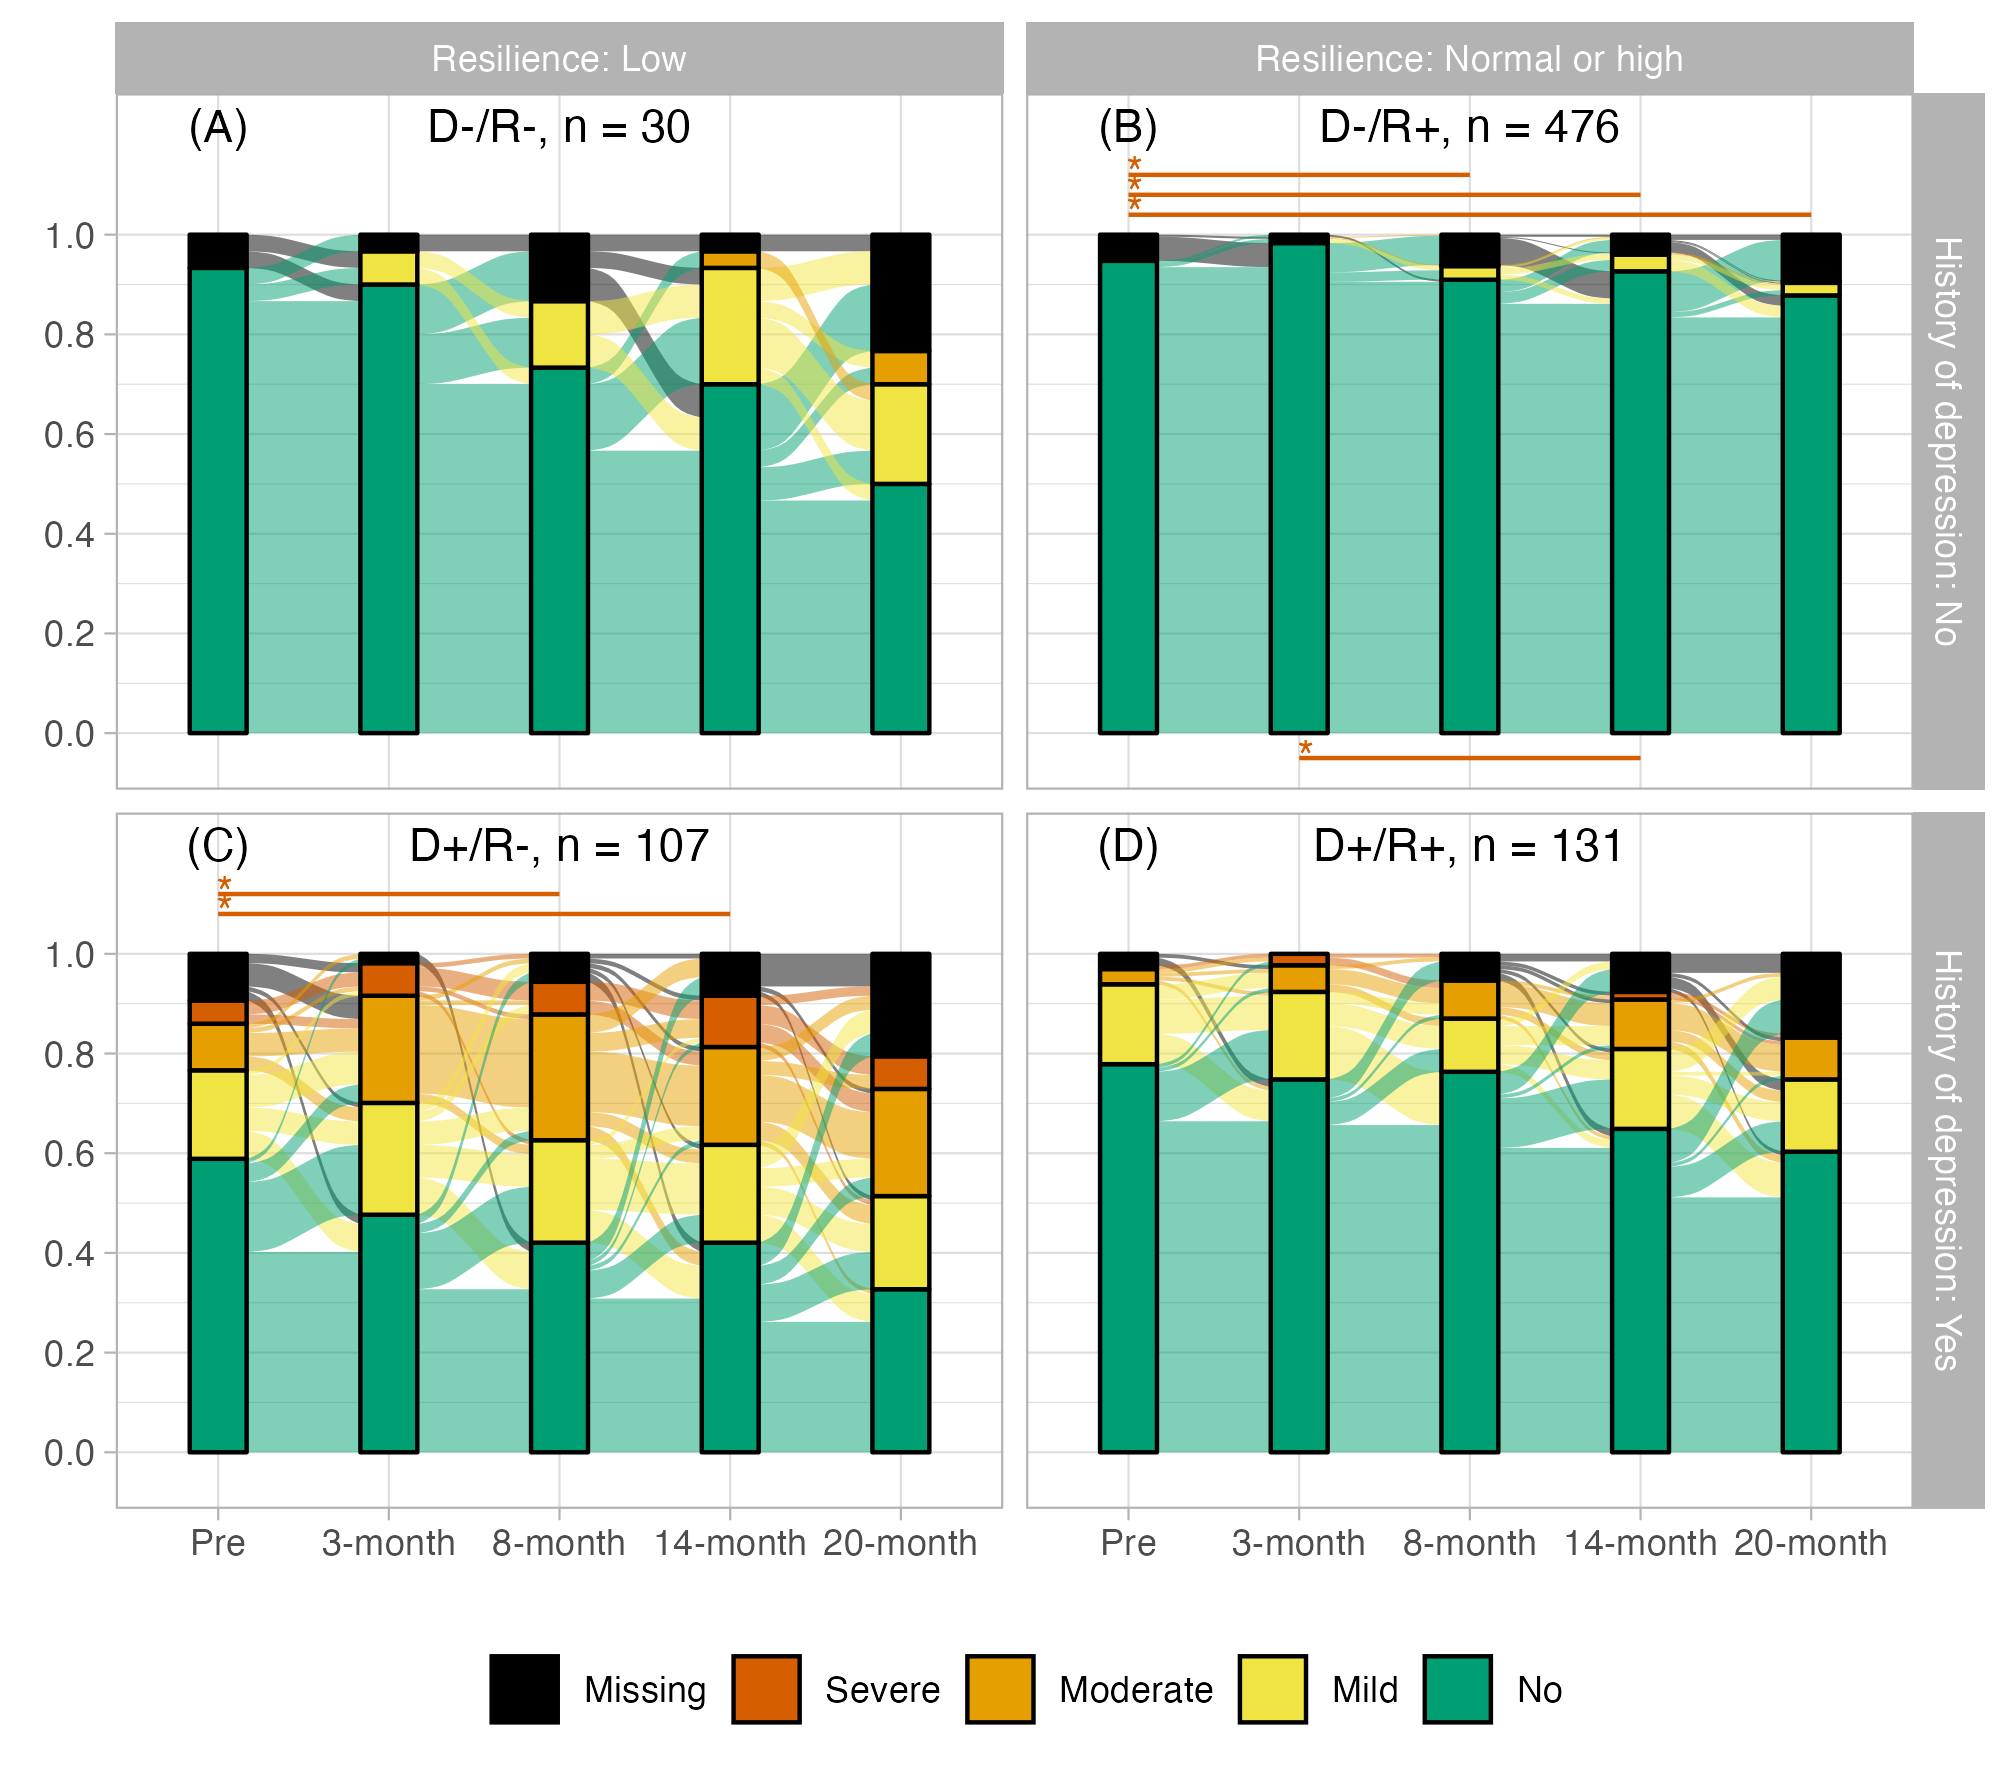 Resilience: Low
Resilience: Normal or high
(A) D-/R-, n = 30
(B) D-/R+, n = 476
*
*
*
1.0
0.8
0.6
0.4
0.2
0.0
*
History of depression: No
(C) D+/R-, n = 107
(D) D+/R+, n = 131
*
*
1.0
0.8
0.6
0.4
0.2
0.0
History of depression: Yes
Pre 3-month 8-month 14-month 20-month
Pre 3-month 8-month 14-month 20-month
Missing Severe Moderate Mild No